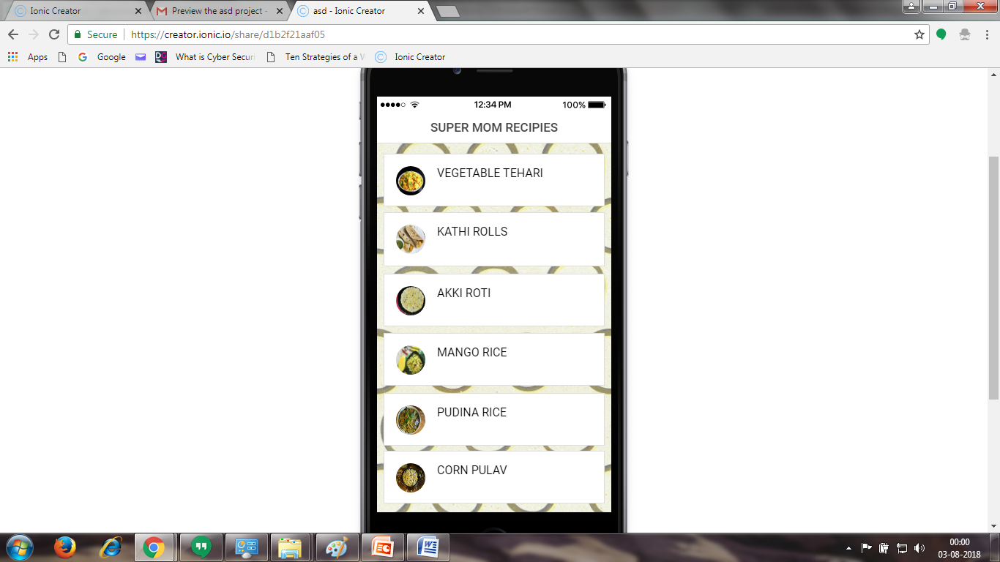 Ionic Creator
Preview the asd project -
asd - Ionic Creator
Secure
https://creator.ionic.io/share/d1b2f21aaf05
Apps
Google
What is Cyber Securi
Ten Strategies of a W
Ionic Creator
12:34 PM
100%
SUPER MOM RECIPIES
VEGETABLE TEHARI
KATHI ROLLS
AKKI ROTI
MANGO RICE
PUDINA RICE
CORN PULAV
00:00
03-08-2018